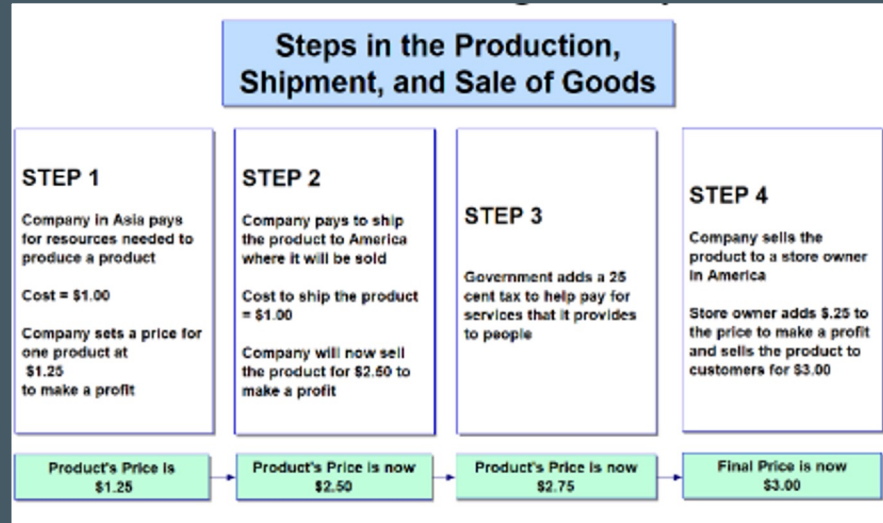 Steps in the Production,
Shipment, and Sale of Goods
STEP 1
Company in Asia pays
for resources needed to
produce a product
Cost = $1.00
Company sets a price for
one product at
$1.25
to make a profit
STEP 2
Company pays to ship
the product to America
where it will be sold
Cost to ship the product
= $1.00
Company will now sell
the product for $2.50 to
make a profit
STEP 3
Government adds a 25
cent tax to help pay for
services that it provides
to people
STEP 4
Company sells the
product to a store owner
in America
Store owner adds $.25 to
the price to make a profit
and sells the product to
customers for $3.00
Product's Price is
$1.25
Product's Price is now
$2.50
Product's Price is now
$2.75
Final Price is now
$3.00